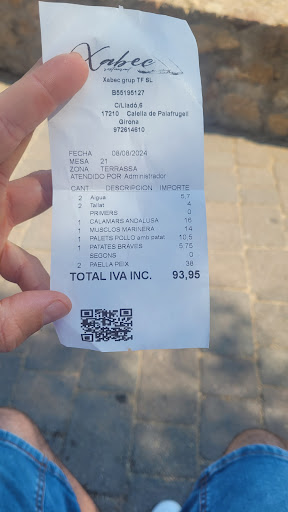 Xabec
Xabec grup TF SL
B55195127
C/Lladó,6
17210 Calella de Palafrugell
Girona
972614610
FECHA 08/08/2024
MESA 21
ZONA TERRASSA
ATENDIDO POR Administrador
CANT. DESCRIPCION IMPORTE
2 Aigua 5.7
2 Tallat 4
PRIMERS 0
1 CALAMARS ANDALUSA 16
1 MUSCLOS MARINERA 14
1 PALETS POLLO amb patat 10.5
1 PATATES BRAVES 5.75
SEGONS 0
2 PAELLA PEIX 38
TOTAL IVA INC. 93,95